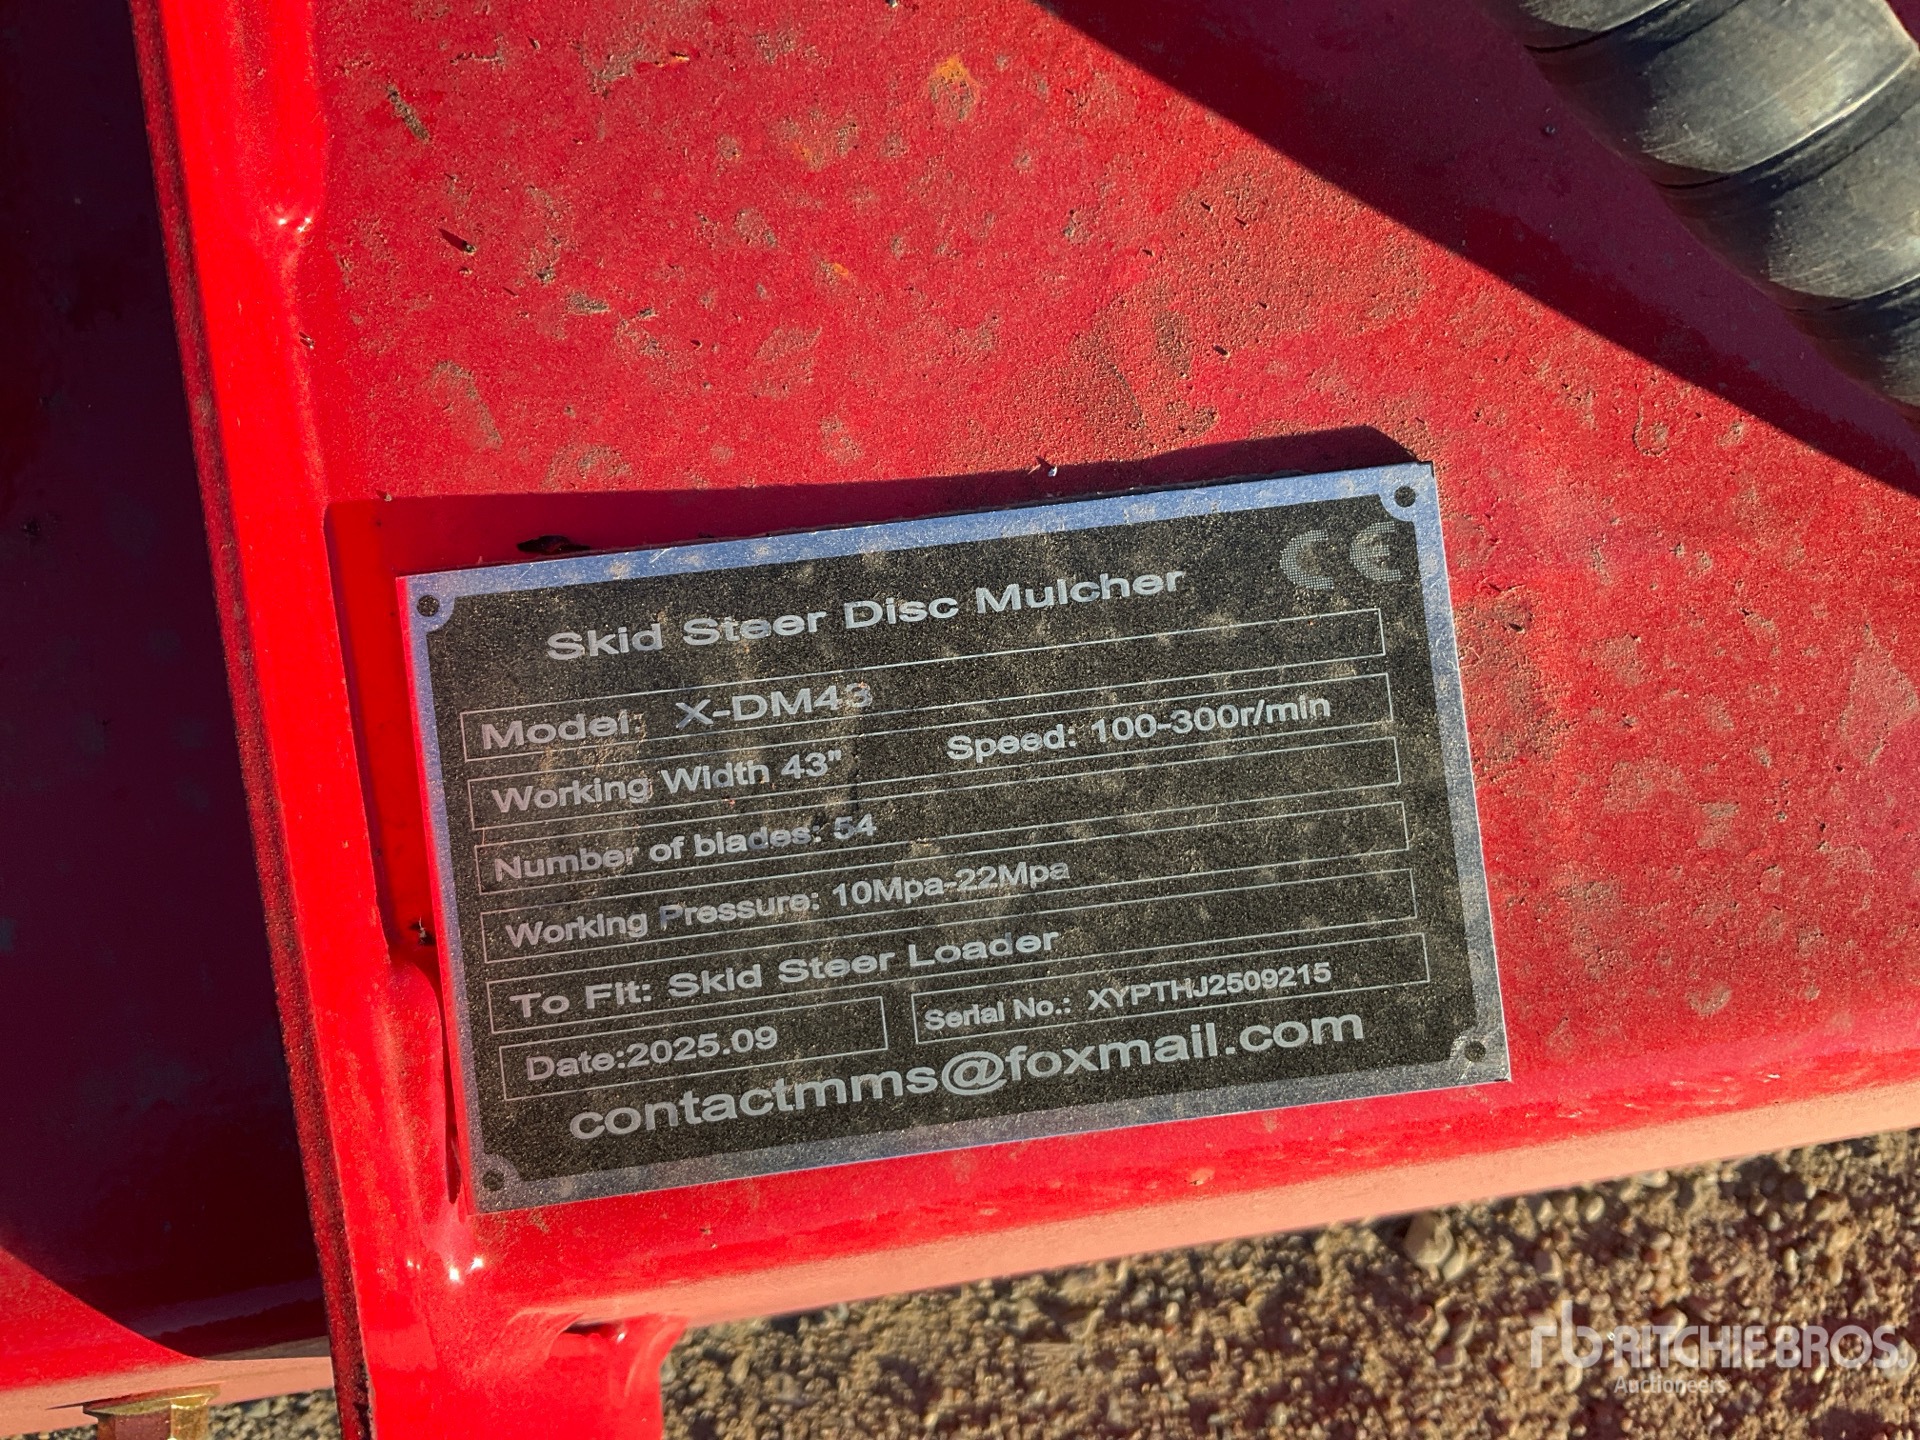 CE
Skid Steer Disc Mulcher
Model: X-DM43
Working Width 43" Speed: 100-300r/min
Number of blades: 54
Working Pressure: 10Mpa-22Mpa
To Fit: Skid Steer Loader
Date:2025.09 Serial No.: XYPTHJ2509215
contactmms@foxmail.com
rb RITCHIE BROS.
Auctioneers